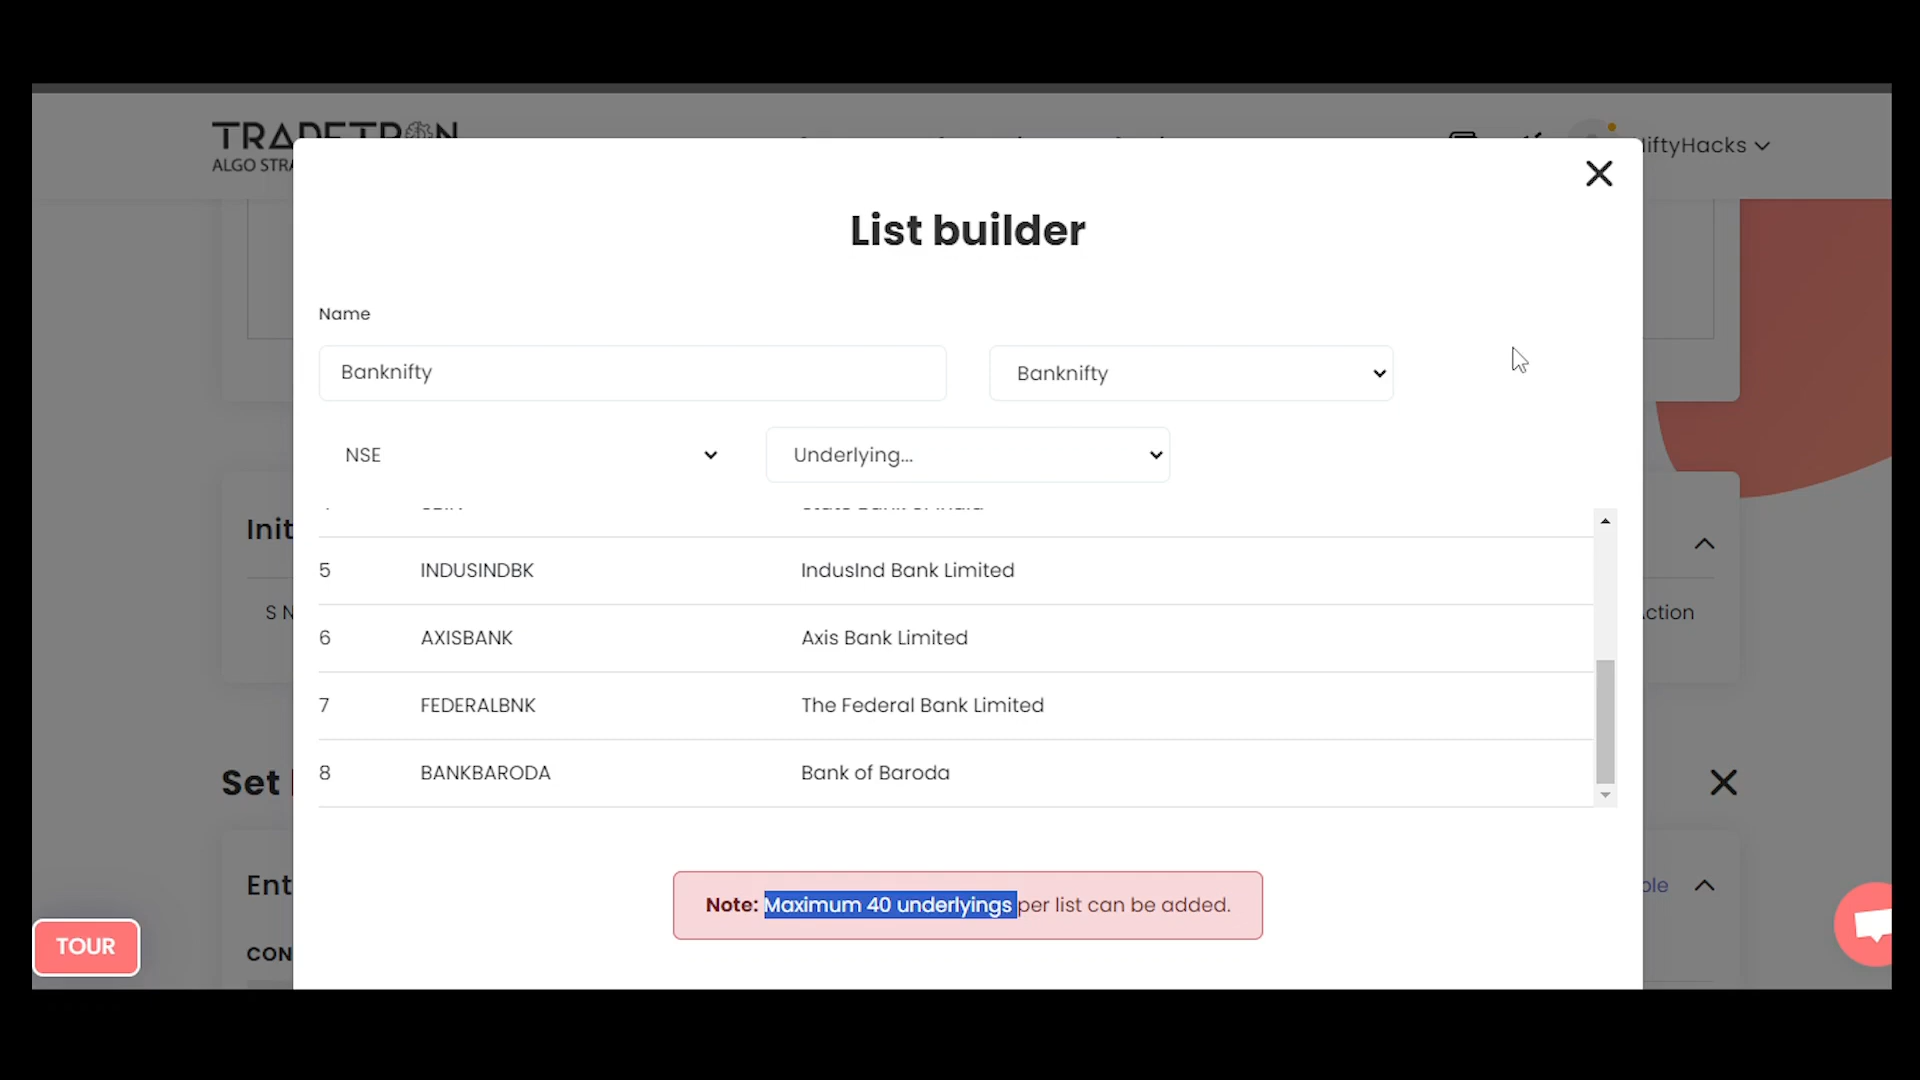 TRADETRON
ALGO STRA
iftyHacks
List builder
Name
Banknifty
Banknifty
NSE
Underlying...
5 INDUSINDBK IndusInd Bank Limited
6 AXISBANK Axis Bank Limited
7 FEDERALBNK The Federal Bank Limited
8 BANKBARODA Bank of Baroda
Note: Maximum 40 underlyings per list can be added.
Init
S N
ction
Set
Ent
ble
CON
TOUR